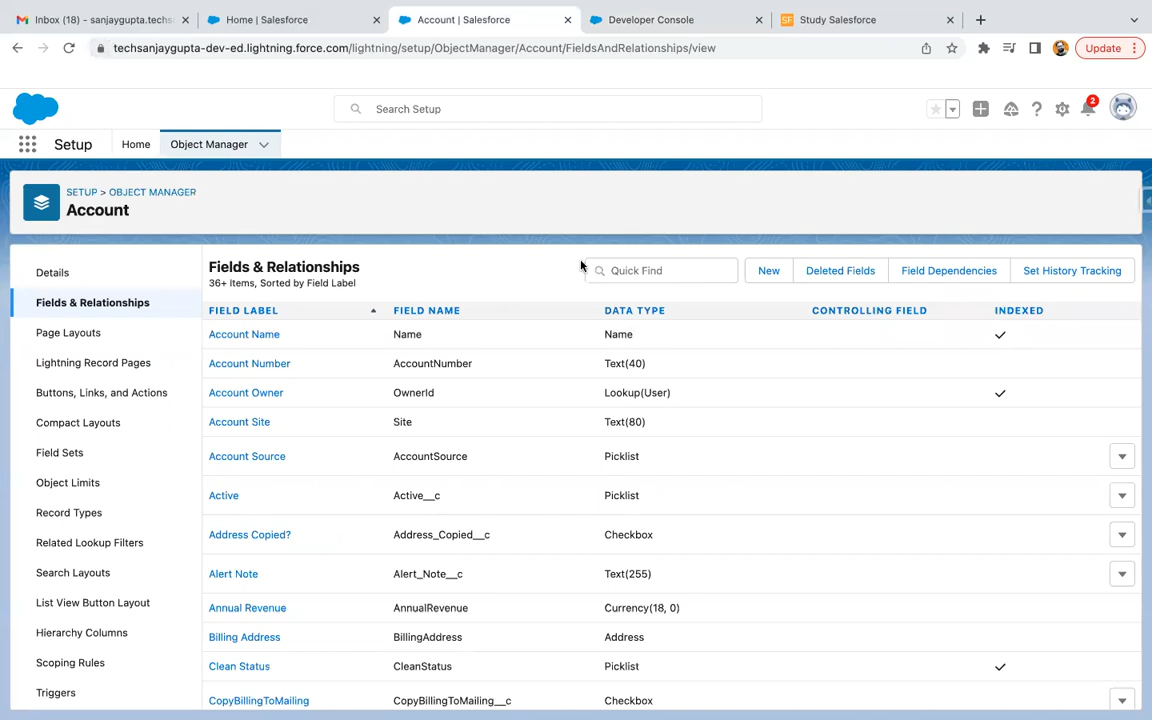 Inbox (18) - sanjaygupta.techs
Home | Salesforce
Account | Salesforce
Developer Console
SF Study Salesforce
techsanjaygupta-dev-ed.lightning.force.com/lightning/setup/ObjectManager/Account/FieldsAndRelationships/view
Update
Search Setup
2
Setup
Home
Object Manager
SETUP > OBJECT MANAGER
Account
Details
Fields & Relationships
Page Layouts
Lightning Record Pages
Buttons, Links, and Actions
Compact Layouts
Field Sets
Object Limits
Record Types
Related Lookup Filters
Search Layouts
List View Button Layout
Hierarchy Columns
Scoping Rules
Triggers
Fields & Relationships
36+ Items, Sorted by Field Label
Quick Find
New
Deleted Fields
Field Dependencies
Set History Tracking
FIELD LABEL FIELD NAME DATA TYPE CONTROLLING FIELD INDEXED
Account Name Name Name
Account Number AccountNumber Text(40)
Account Owner OwnerId Lookup(User)
Account Site Site Text(80)
Account Source AccountSource Picklist
Active Active__c Picklist
Address Copied? Address_Copied__c Checkbox
Alert Note Alert_Note__c Text(255)
Annual Revenue AnnualRevenue Currency(18, 0)
Billing Address BillingAddress Address
Clean Status CleanStatus Picklist
CopyBillingToMailing CopyBillingToMailing__c Checkbox